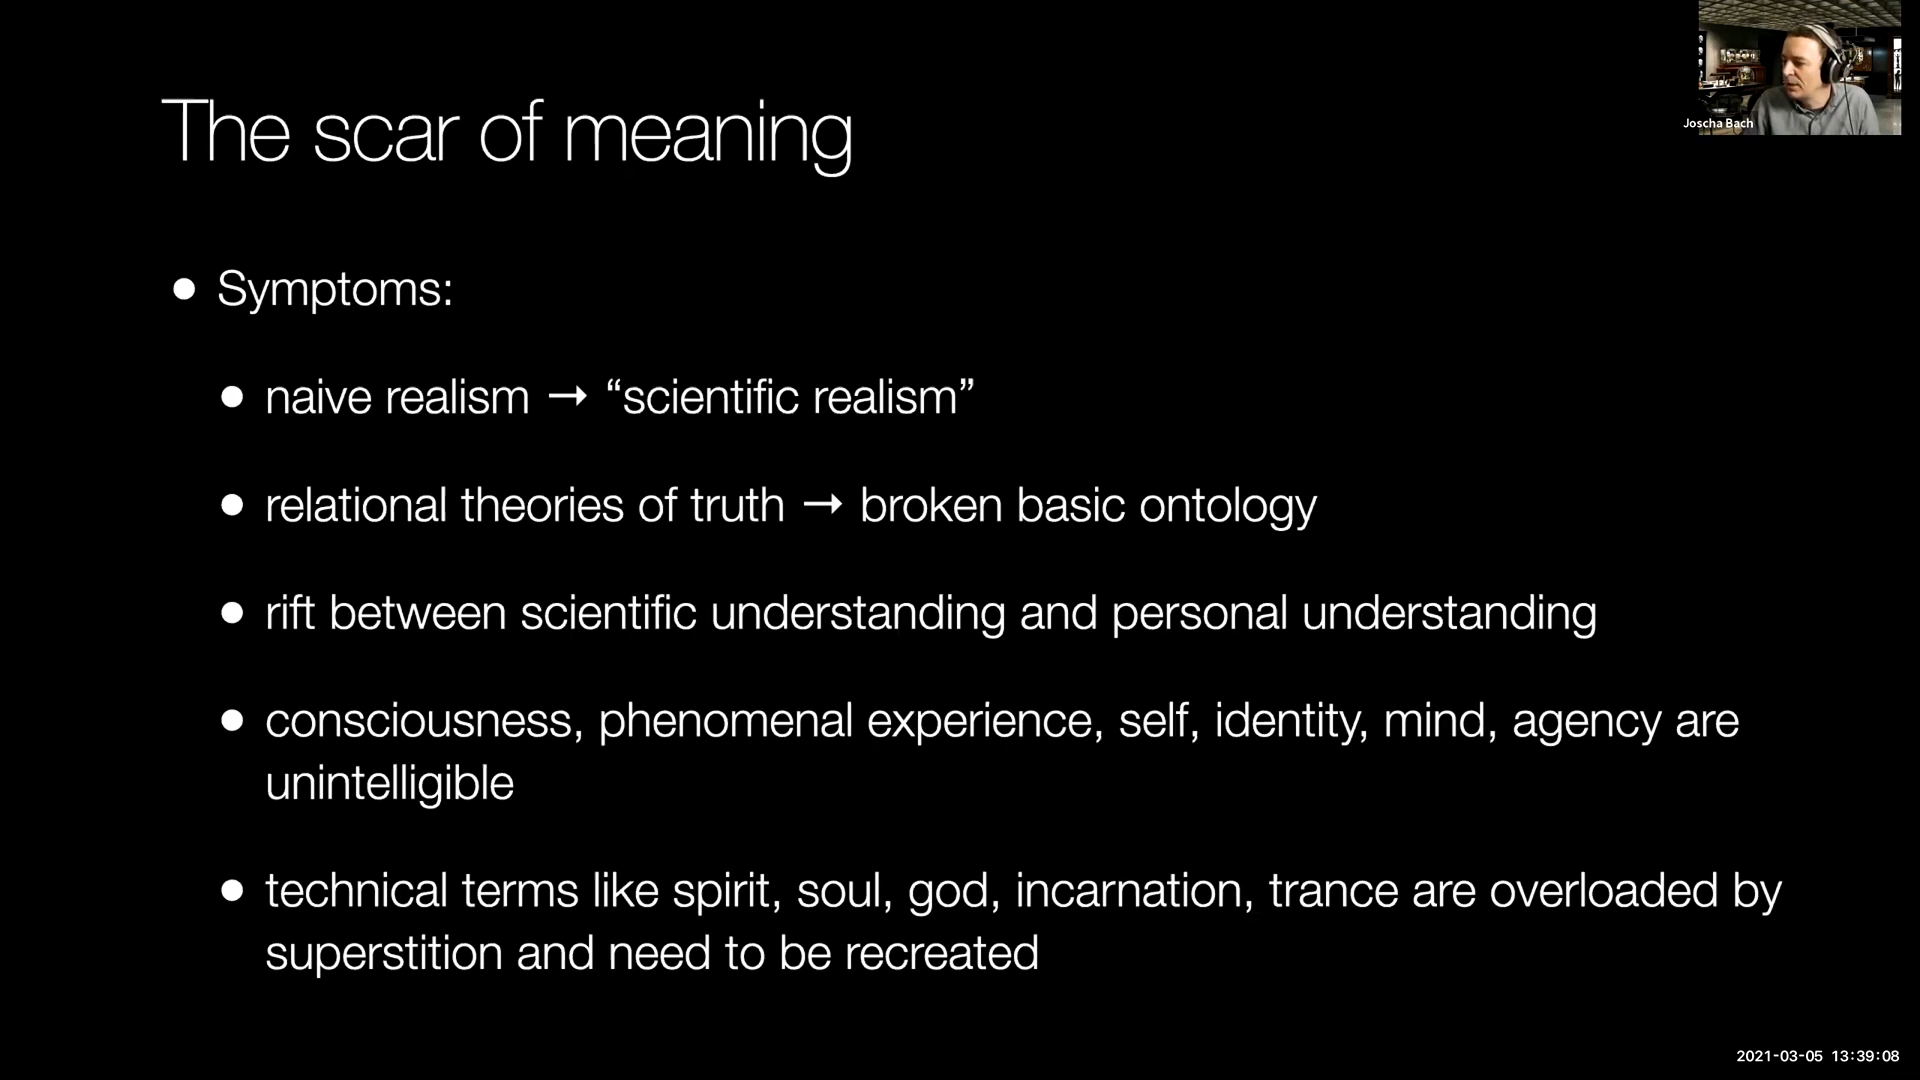 Joscha Bach
The scar of meaning
● Symptoms:
● naive realism → “scientific realism”
● relational theories of truth → broken basic ontology
● rift between scientific understanding and personal understanding
● consciousness, phenomenal experience, self, identity, mind, agency are
unintelligible
● technical terms like spirit, soul, god, incarnation, trance are overloaded by
superstition and need to be recreated
2021-03-05 13:39:08